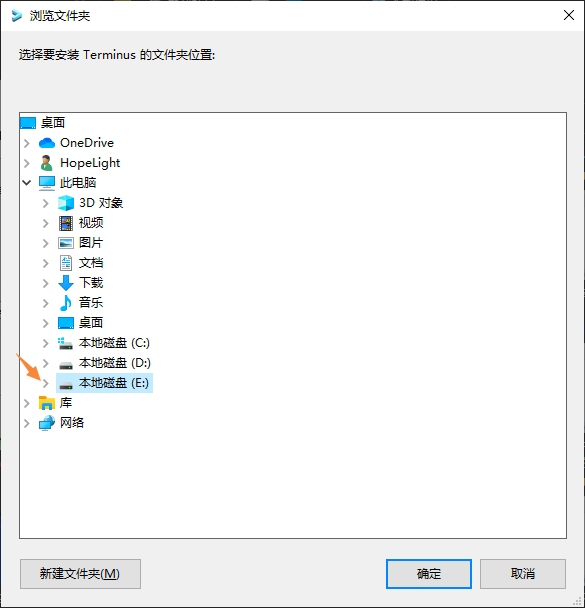 浏览文件夹
选择要安装 Terminus 的文件夹位置:
桌面
OneDrive
HopeLight
此电脑
3D 对象
视频
图片
文档
下载
音乐
桌面
本地磁盘 (C:)
本地磁盘 (D:)
本地磁盘 (E:)
库
网络
新建文件夹(M)
确定
取消